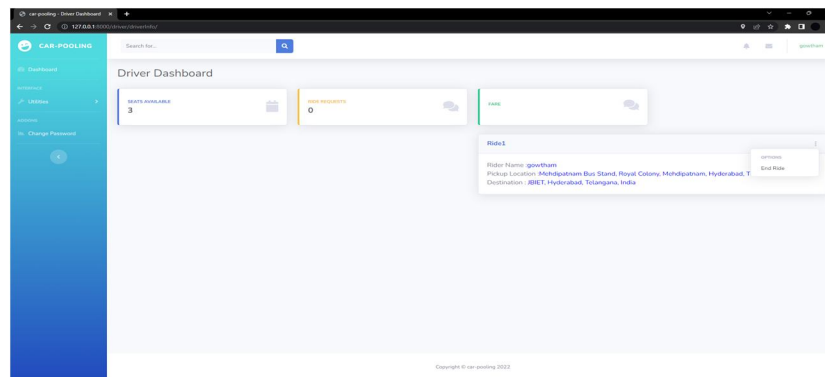 car-pooling - Driver Dashboard
127.0.0.1:8000/driver/driverinfo/
CAR-POOLING
Search for...
gowtham
Dashboard
Driver Dashboard
INTERFACE
Utilities
SEATS AVAILABLE
3
RIDE REQUESTS
0
FARE
ADDONS
Change Password
Ride1
OPTIONS
End Ride
Rider Name :gowtham
Pickup Location :Mehdipatnam Bus Stand, Royal Colony, Mehdipatnam, Hyderabad, T
Destination : JBIET, Hyderabad, Telangana, India
Copyright © car-pooling 2022